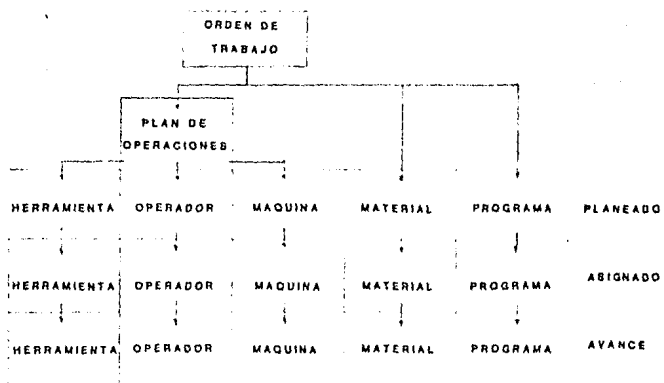 ORDEN DE
TRABAJO
PLAN DE
OPERACIONES
HERRAMIENTA OPERADOR MAQUINA MATERIAL PROGRAMA PLANEADO
HERRAMIENTA OPERADOR MAQUINA MATERIAL PROGRAMA ASIGNADO
HERRAMIENTA OPERADOR MAQUINA MATERIAL PROGRAMA AVANCE